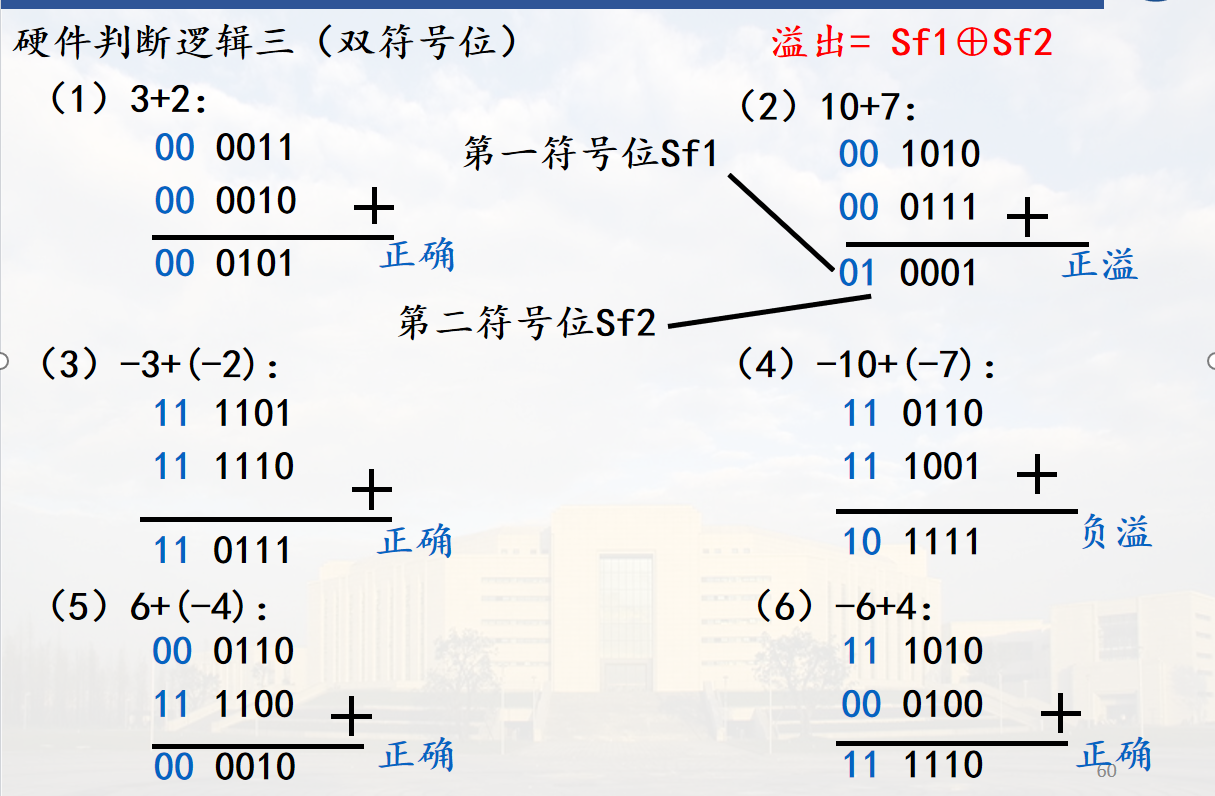 硬件判断逻辑三（双符号位）
溢出= Sf1⊕Sf2
（1）3+2：
00 0011
00 0010 +
00 0101 正确
第一符号位Sf1
第二符号位Sf2
（2）10+7：
00 1010
00 0111 +
01 0001 正溢
（3）-3+(-2)：
11 1101
11 1110 +
11 0111 正确
（4）-10+(-7)：
11 0110
11 1001 +
10 1111 负溢
（5）6+(-4)：
00 0110
11 1100 +
00 0010 正确
（6）-6+4：
11 1010
00 0100 +
11 1110 正确
60